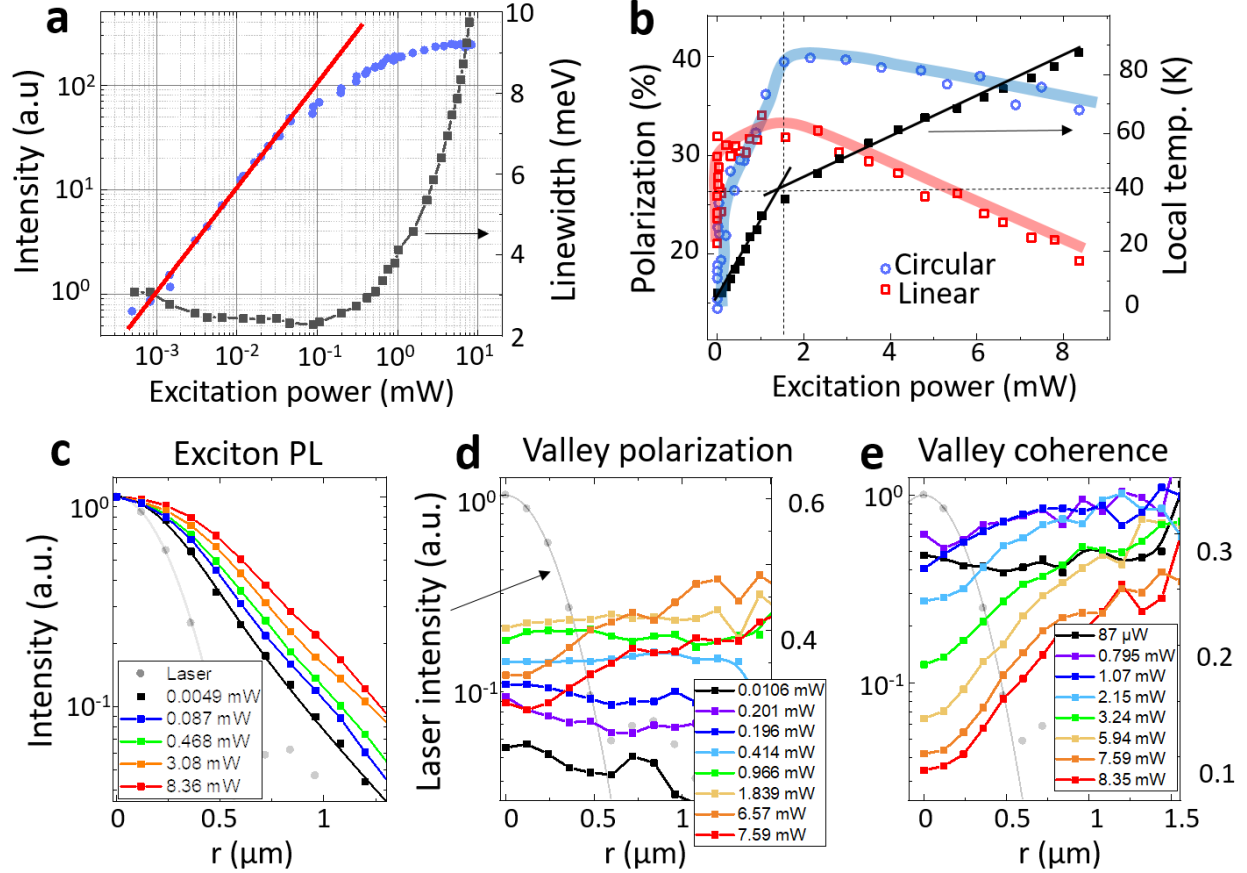 a
Intensity (a.u)
10² 
10¹
10⁰
10⁻³ 10⁻² 10⁻¹ 10⁰ 10¹
Excitation power (mW)
10
9
8
6
5
3
2
Linewidth (meV)
b
Polarization (%)
40
30
20
0 2 4 6 8
Excitation power (mW)
80
60
40
20
0
Local temp. (K)
Circular
Linear
c
Exciton PL
Intensity (a.u.)
10⁰
10⁻¹
Laser
0.0049 mW
0.087 mW
0.468 mW
3.08 mW
8.36 mW
0 1
r (μm)
d
Valley polarization
Laser intensity (a.u.)
10⁰
10⁻¹
0.6
0.4
0.0106 mW
0.201 mW
0.196 mW
0.414 mW
0.966 mW
1.839 mW
6.57 mW
7.59 mW
0 0.5 1
r (μm)
e
Valley coherence
10⁰
10⁻¹
0.3
0.2
0.1
87 μW
0.795 mW
1.07 mW
2.15 mW
3.24 mW
5.94 mW
7.59 mW
8.35 mW
0 0.5 1 1.5
r (μm)